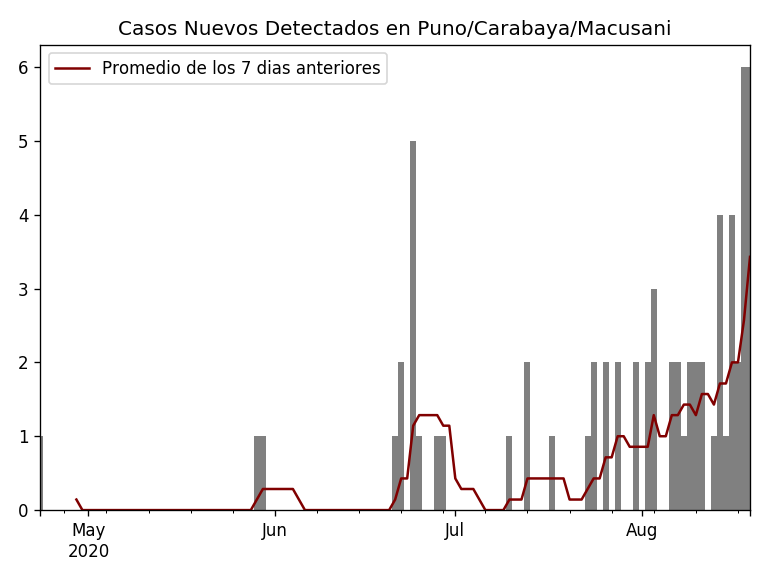 Casos Nuevos Detectados en Puno/Carabaya/Macusani
Promedio de los 7 dias anteriores
6
5
4
3
2
1
0
May Jun Jul Aug
2020